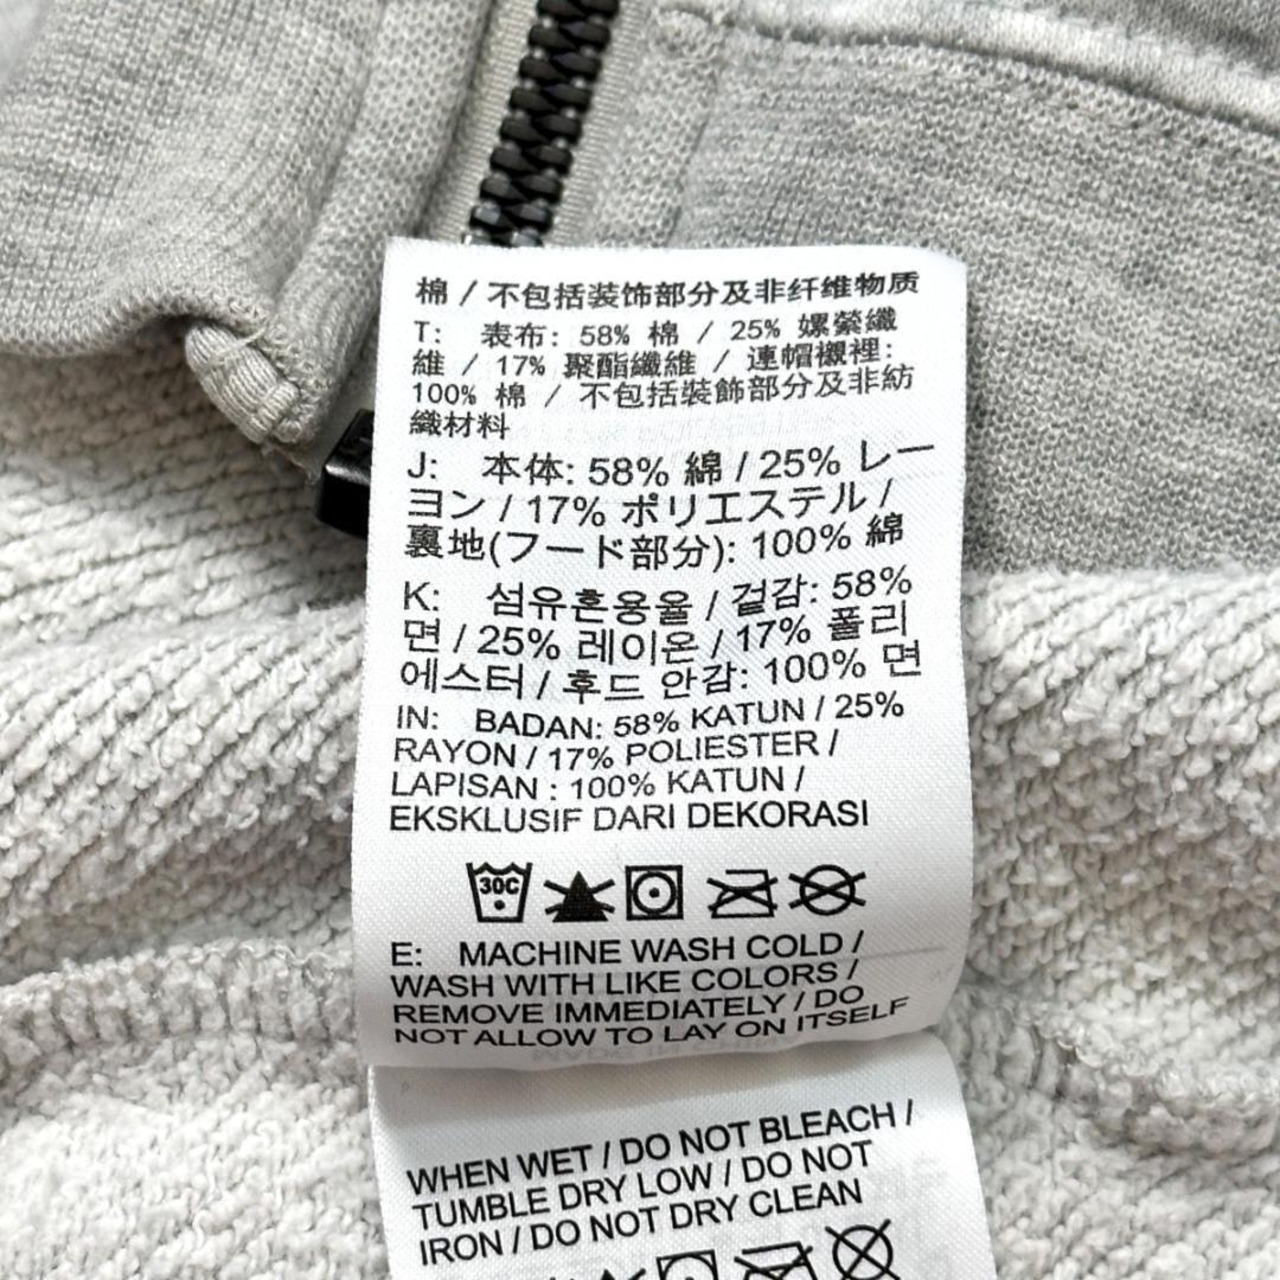 棉 / 不包括装饰部分及非纤维物质
T: 表布: 58% 棉 / 25% 嫘縈纖
維 / 17% 聚酯纖維 / 連帽襯裡:
100% 棉 / 不包括裝飾部分及非紡
織材料
J: 本体: 58% 綿 / 25% レー
ヨン / 17% ポリエステル /
裏地(フード部分): 100% 綿
K: 섬유혼용율 / 겉감: 58%
면 / 25% 레이온 / 17% 폴리
에스터 / 후드 안감: 100% 면
IN: BADAN: 58% KATUN / 25%
RAYON / 17% POLIESTER /
LAPISAN : 100% KATUN /
EKSKLUSIF DARI DEKORASI
30C
E: MACHINE WASH COLD /
WASH WITH LIKE COLORS /
REMOVE IMMEDIATELY / DO
NOT ALLOW TO LAY ON ITSELF
WHEN WET / DO NOT BLEACH /
TUMBLE DRY LOW / DO NOT
IRON / DO NOT DRY CLEAN